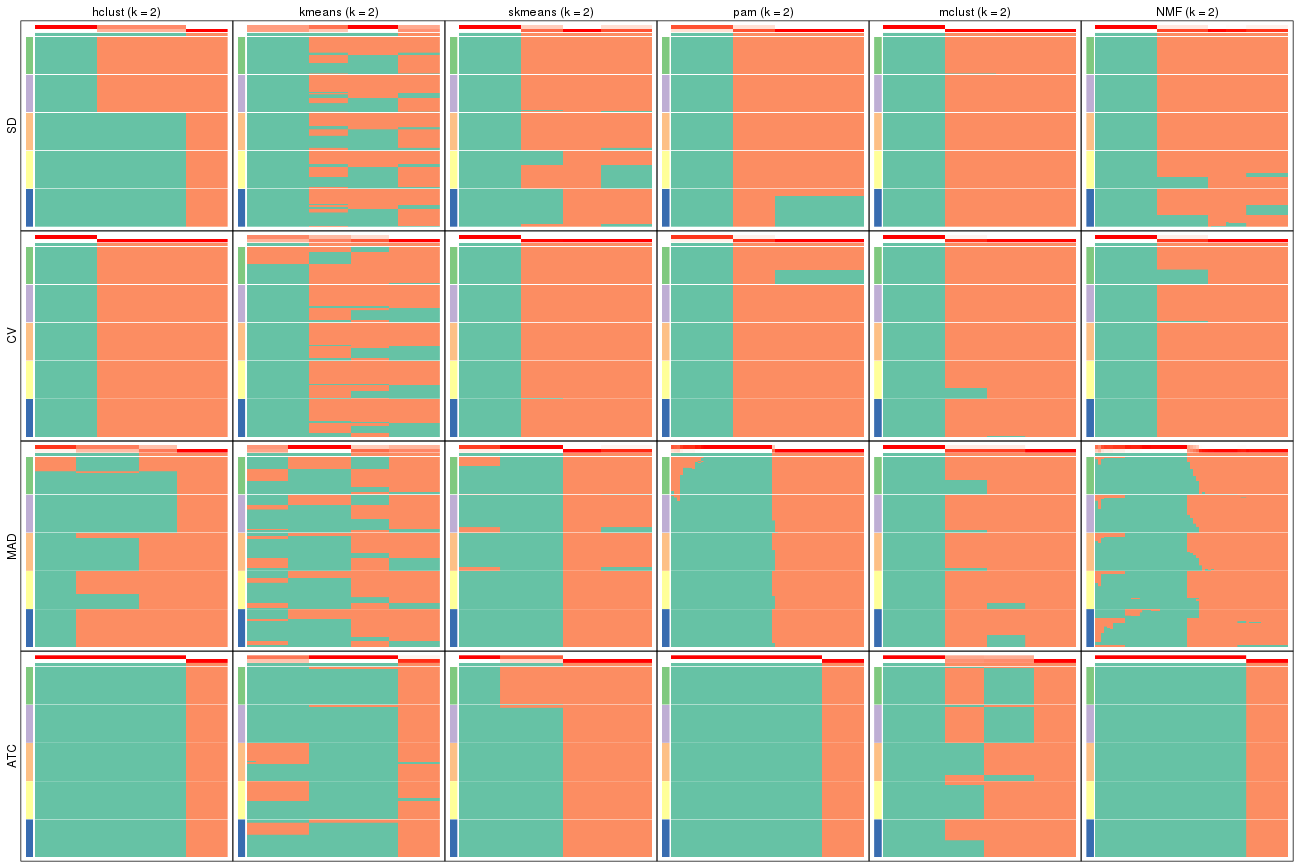 hclust (k = 2)
kmeans (k = 2)
skmeans (k = 2)
pam (k = 2)
mclust (k = 2)
NMF (k = 2)
SD
CV
MAD
ATC